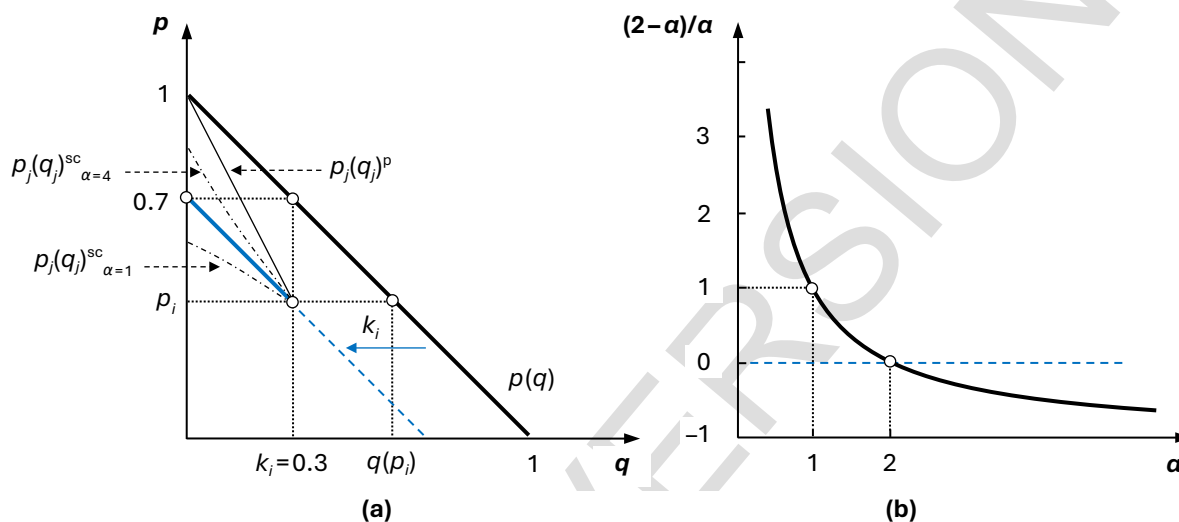 p
1
p_j(q_j)^sc_α=4
p_j(q_j)^p
0.7
p_j(q_j)^sc_α=1
p_i
k_i
p(q)
k_i=0.3
q(p_i)
1
q
(a)
(2−α)/α
3
2
1
0
−1
1
2
α
(b)
VERSION